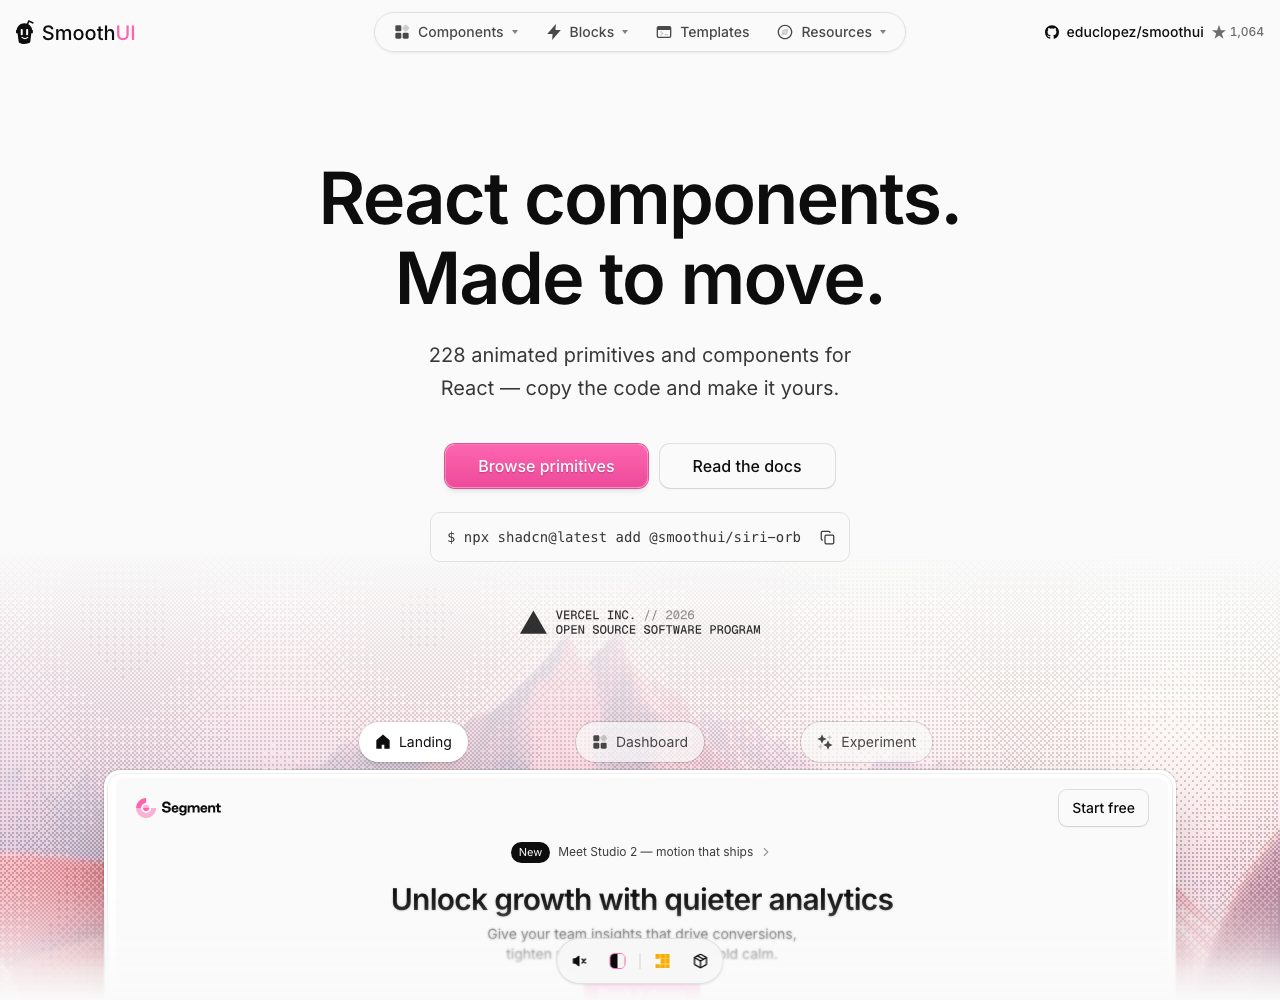 SmoothUI
Components
Blocks
Templates
Resources
educlopez/smoothui
1,064
React components.
Made to move.
228 animated primitives and components for
React — copy the code and make it yours.
Browse primitives
Read the docs
$ npx shadcn@latest add @smoothui/siri-orb
VERCEL INC. // 2026
OPEN SOURCE SOFTWARE PROGRAM
Landing
Dashboard
Experiment
Segment
Start free
New
Meet Studio 2 — motion that ships
Unlock growth with quieter analytics
Give your team insights that drive conversions,
tighten
calm.